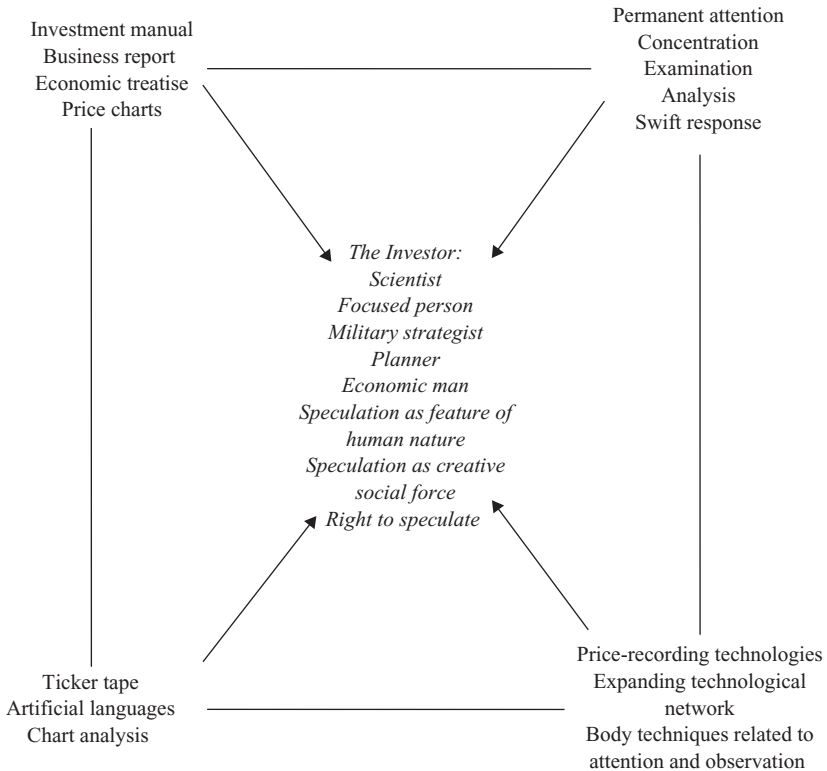 Investment manual
Business report
Economic treatise
Price charts
Permanent attention
Concentration
Examination
Analysis
Swift response
The Investor:
Scientist
Focused person
Military strategist
Planner
Economic man
Speculation as feature of
human nature
Speculation as creative
social force
Right to speculate
Ticker tape
Artificial languages
Chart analysis
Price-recording technologies
Expanding technological
network
Body techniques related to
attention and observation